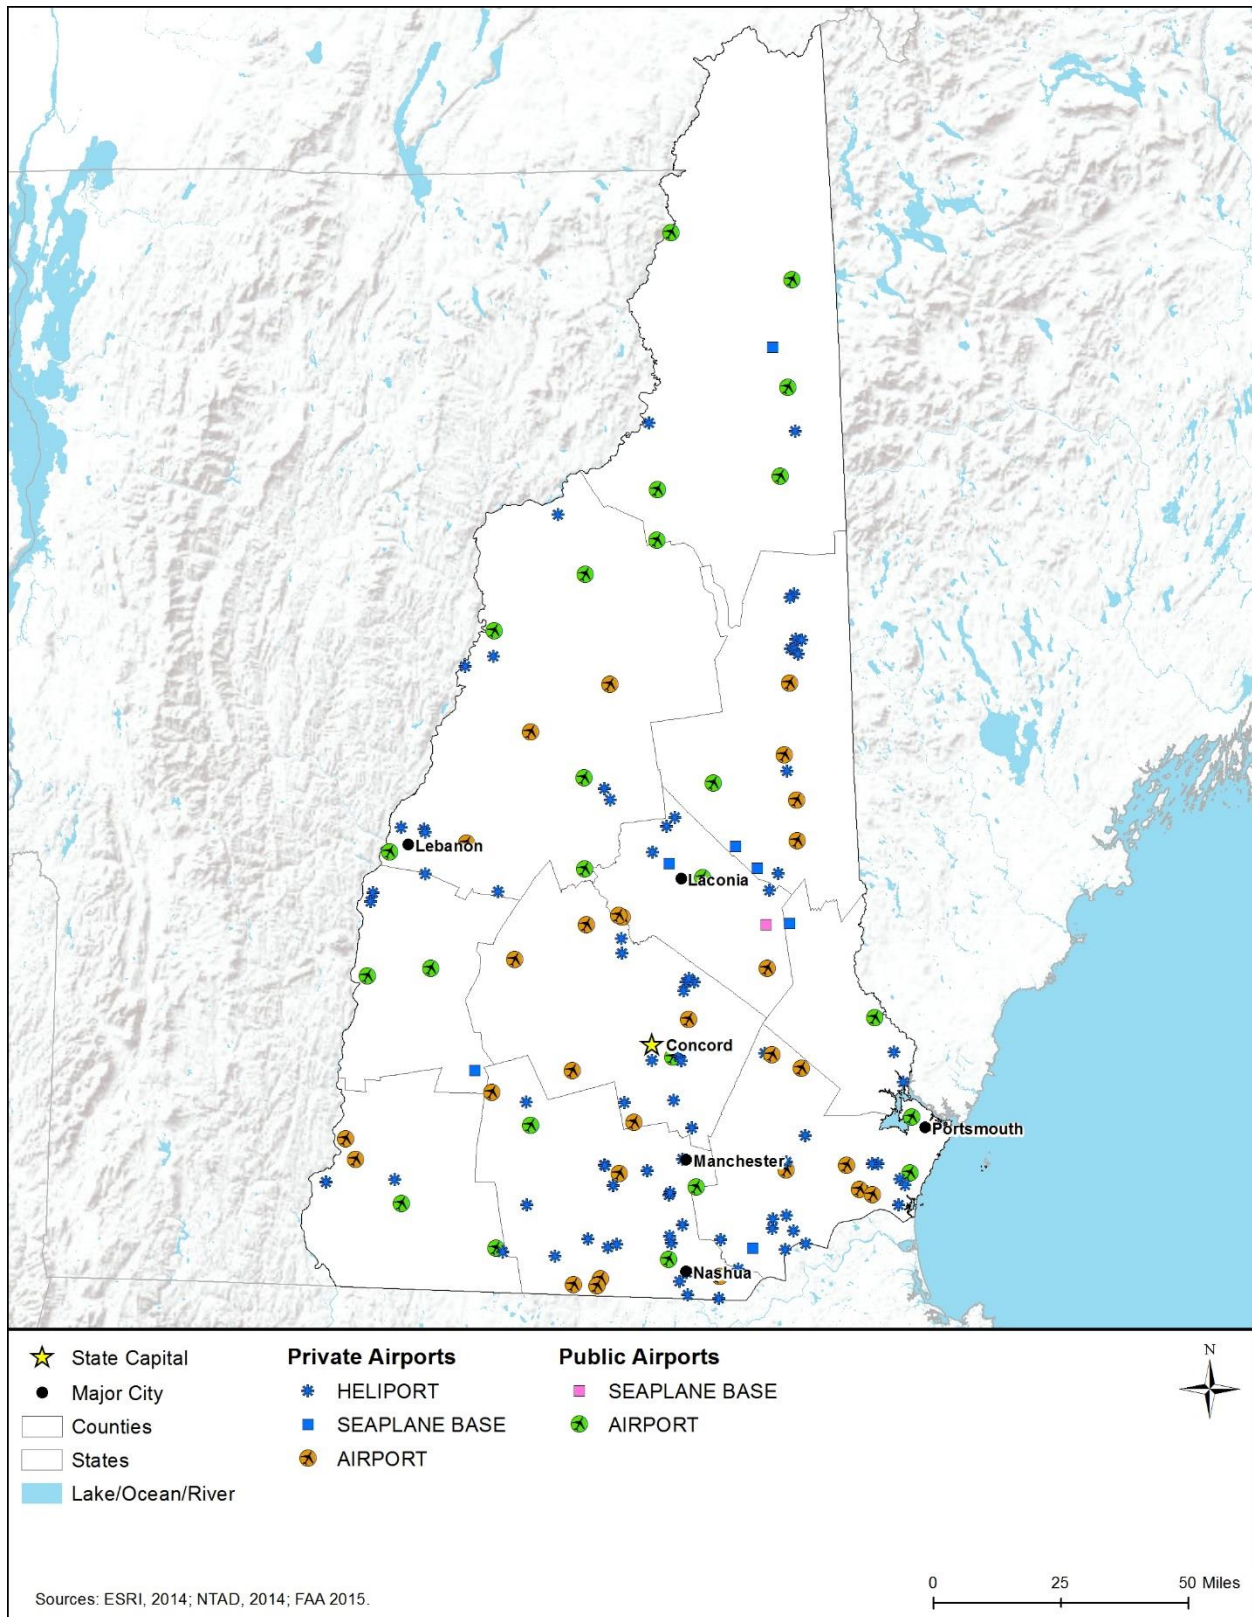 Lebanon
Laconia
Concord
Portsmouth
Manchester
Nashua
State Capital
Major City
Counties
States
Lake/Ocean/River
Private Airports
HELIPORT
SEAPLANE BASE
AIRPORT
Public Airports
SEAPLANE BASE
AIRPORT
N
Sources: ESRI, 2014; NTAD, 2014; FAA 2015.
0 25 50 Miles